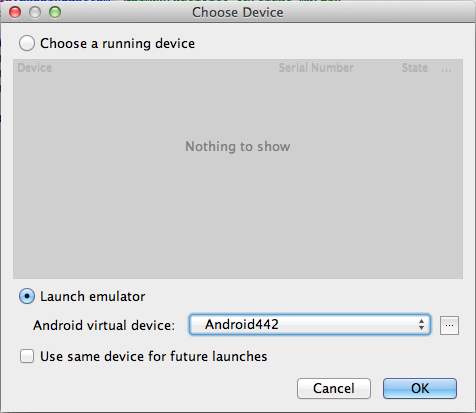 Choose Device
Choose a running device
Device Serial Number State ...
Nothing to show
Launch emulator
Android virtual device: Android442 ...
Use same device for future launches
Cancel OK